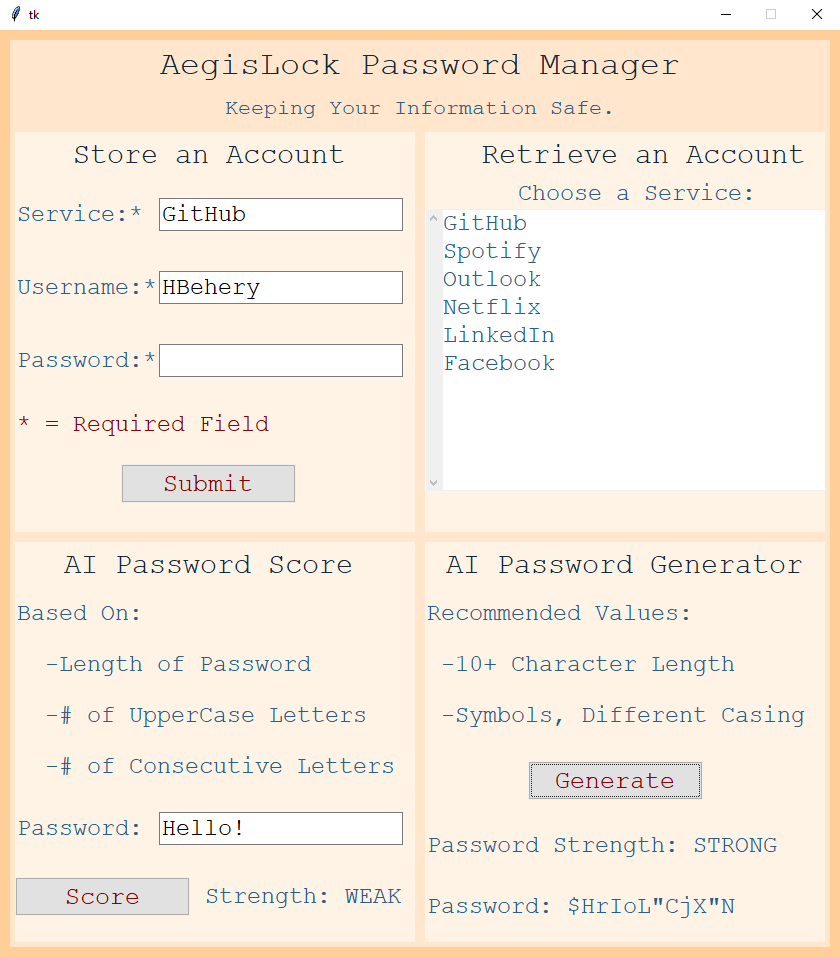 tk
AegisLock Password Manager
Keeping Your Information Safe.
Store an Account
Service:* GitHub
Username:* HBehery
Password:*
* = Required Field
Submit
Retrieve an Account
Choose a Service:
GitHub
Spotify
Outlook
Netflix
LinkedIn
Facebook
AI Password Score
Based On:
-Length of Password
-# of UpperCase Letters
-# of Consecutive Letters
Password: Hello!
Score Strength: WEAK
AI Password Generator
Recommended Values:
-10+ Character Length
-Symbols, Different Casing
Generate
Password Strength: STRONG
Password: $HrIoL"CjX"N